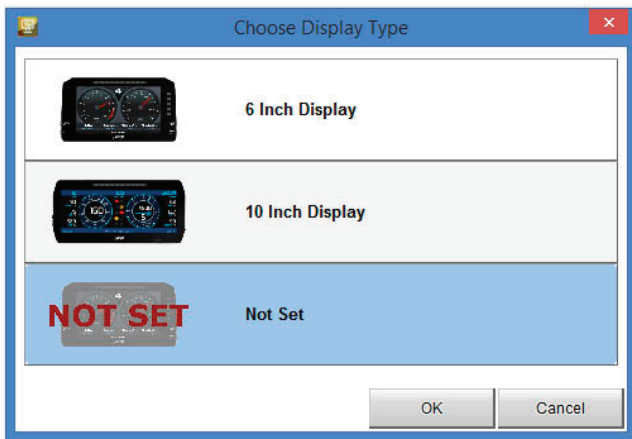 Choose Display Type
6 Inch Display
10 Inch Display
NOT SET
Not Set
OK
Cancel